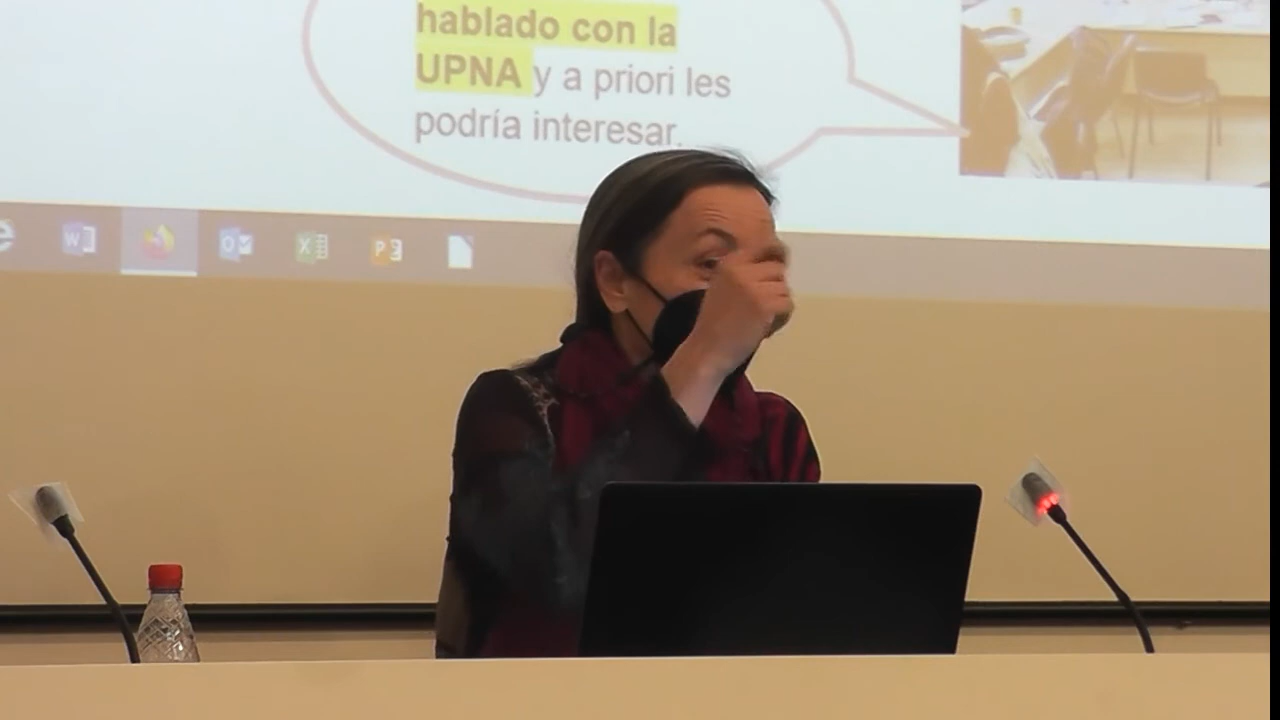 hablado con la
UPNA y a priori les
podría interesar.